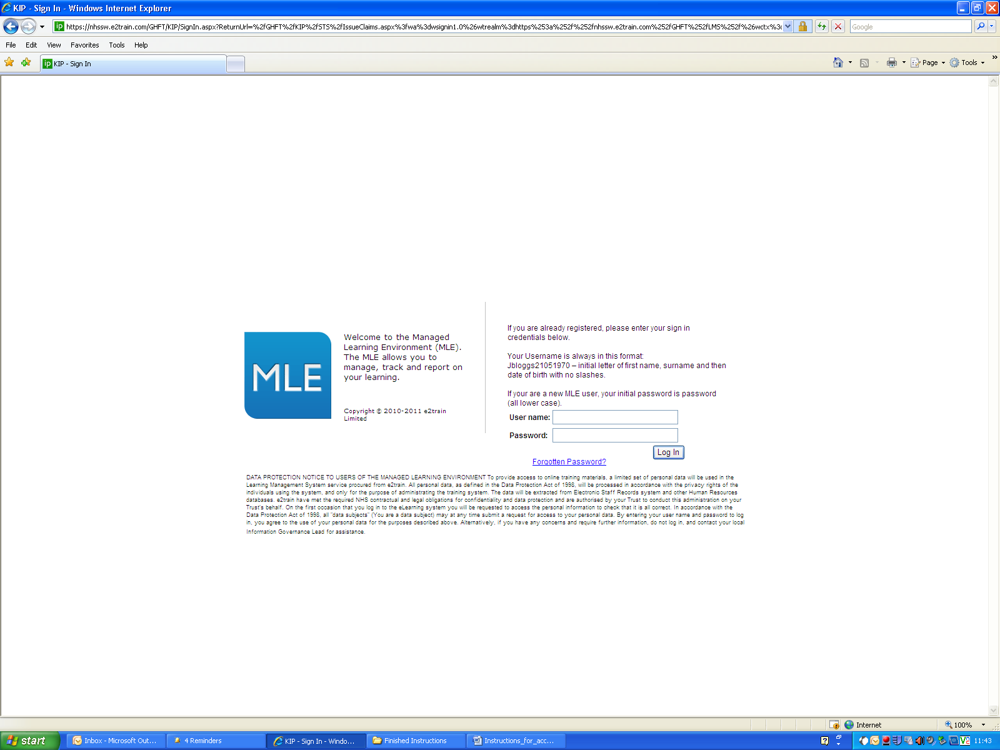 KIP - Sign In - Windows Internet Explorer
https://nhssw.e2train.com/GHFT/KIP/SignIn.aspx?ReturnUrl=%2fGHFT%2fKIP%2fSTS%2fIssueClaims.aspx%3fwa%3dwsignin1.0%26wtrealm%3dhttps%253a%252f%252fnhssw.e2train.com%252fGHFT%252fLMS%252f%26wctx%3
Google
File Edit View Favorites Tools Help
KIP - Sign In
Page Tools
MLE
Welcome to the Managed
Learning Environment (MLE).
The MLE allows you to
manage, track and report on
your learning.
Copyright © 2010-2011 e2train
Limited
If you are already registered, please enter your sign in
credentials below.
Your Username is always in this format:
Jbloggs21051970 – initial letter of first name, surname and then
date of birth with no slashes.
If your are a new MLE user, your initial password is password
(all lower case).
User name:
Password:
Log In
Forgotten Password?
DATA PROTECTION NOTICE TO USERS OF THE MANAGED LEARNING ENVIRONMENT To provide access to online training materials, a limited set of personal data will be used in the
Learning Management System service procured from e2train. All personal data, as defined in the Data Protection Act of 1998, will be processed in accordance with the privacy rights of the
individuals using the system, and only for the purpose of administrating the training system. The data will be extracted from Electronic Staff Records system and other Human Resources
databases. e2train have met the required NHS contractual and legal obligations for confidentiality and data protection and are authorised by your Trust to conduct this administration on your
Trust's behalf. On the first occasion that you log in to the eLearning system you will be requested to access the personal information to check that it is all correct. In accordance with the
Data Protection Act of 1998, all "data subjects" (You are a data subject) may at any time submit a request for access to your personal data. By entering your user name and password to log
in, you agree to the use of your personal data for the purposes described above. Alternatively, if you have any concerns and require further information, do not log in, and contact your local
Information Governance Lead for assistance.
Internet 100%
start Inbox - Microsoft Out... 4 Reminders KIP - Sign In - Windo... Finished Instructions Instructions_for_acc... 11:43